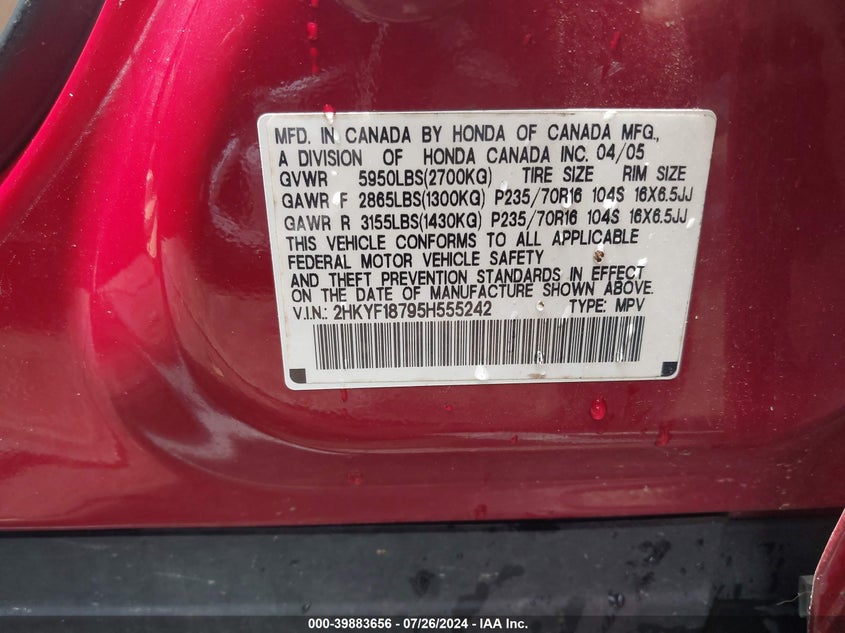 MFD. IN CANADA BY HONDA OF CANADA MFG.,
A DIVISION OF HONDA CANADA INC. 04/05
GVWR 5950LBS(2700KG) TIRE SIZE RIM SIZE
GAWR F 2865LBS(1300KG) P235/70R16 104S 16X6.5JJ
GAWR R 3155LBS(1430KG) P235/70R16 104S 16X6.5JJ
THIS VEHICLE CONFORMS TO ALL APPLICABLE
FEDERAL MOTOR VEHICLE SAFETY
AND THEFT PREVENTION STANDARDS IN EFFECT
ON THE DATE OF MANUFACTURE SHOWN ABOVE.
V.I.N.: 2HKYF18795H555242 TYPE: MPV
000-39883656 - 07/26/2024 - IAA Inc.